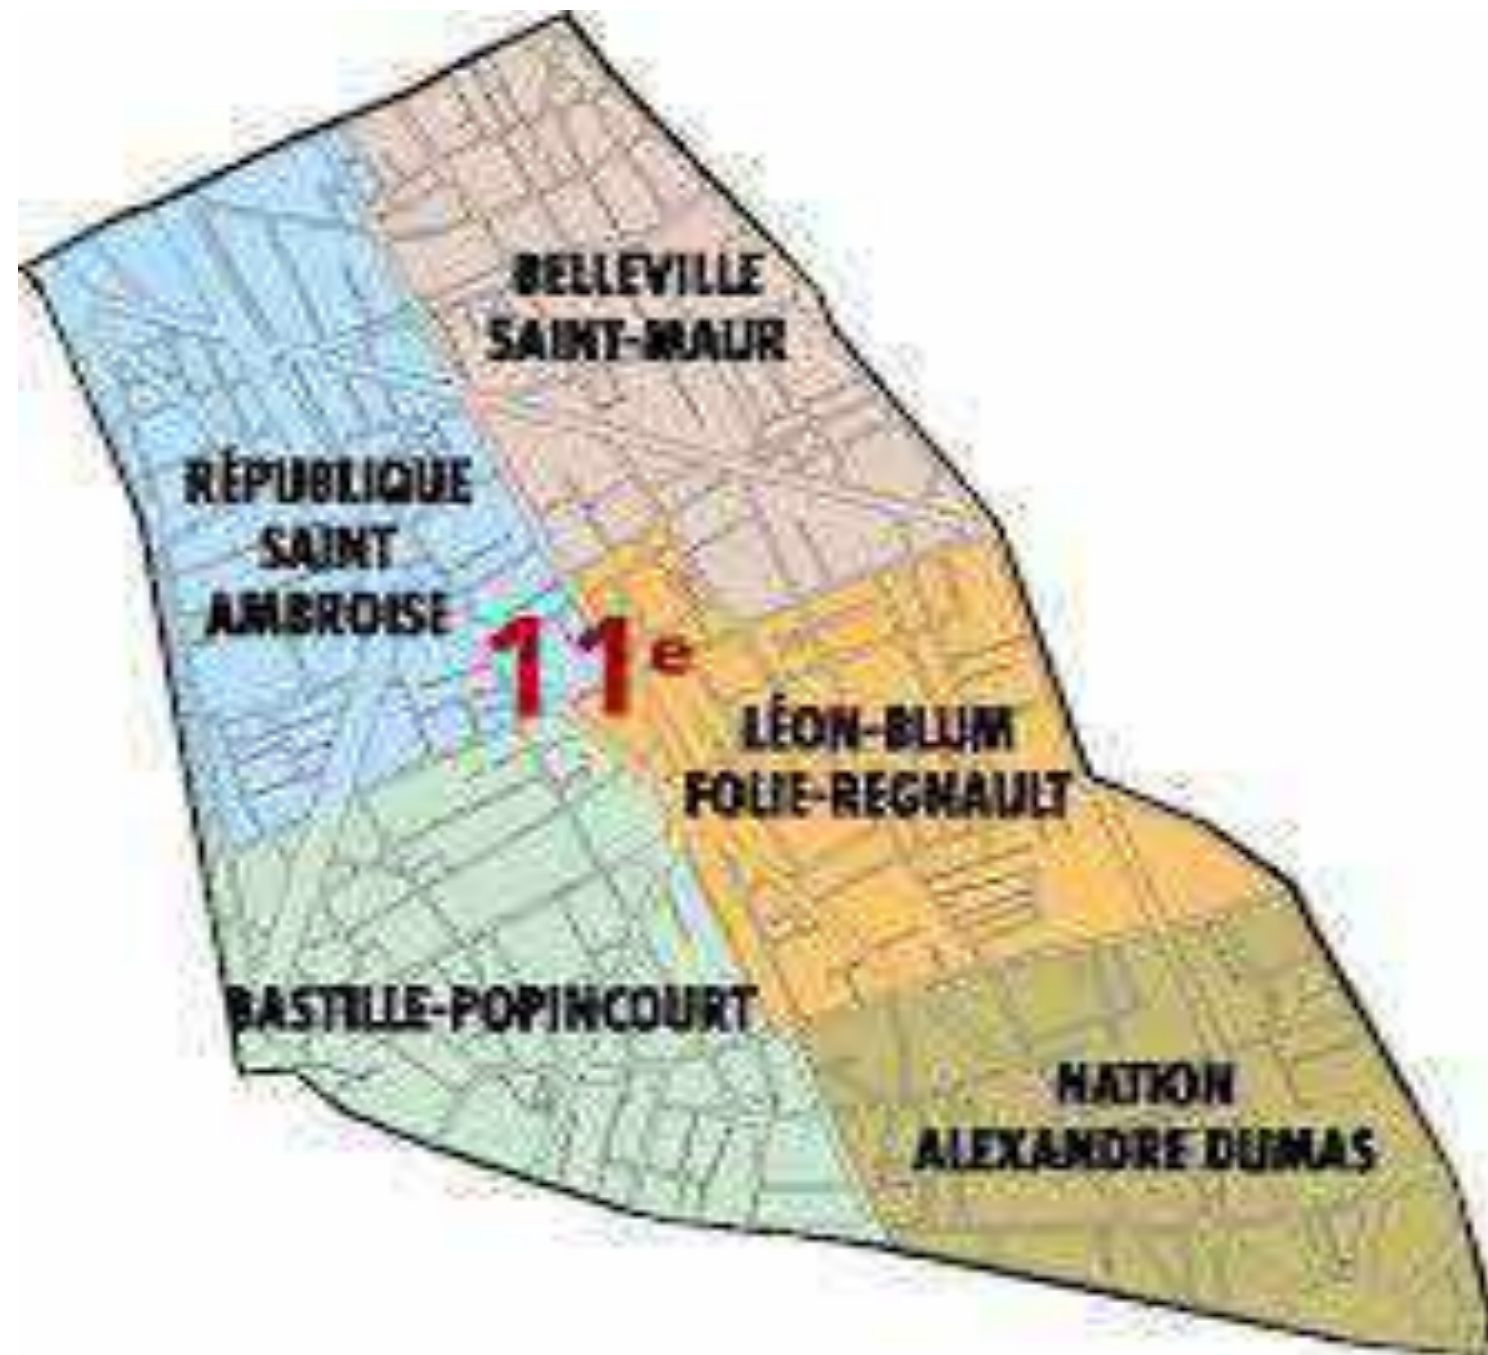 BELLEVILLE
SAINT-MAUR
RÉPUBLIQUE
SAINT
AMBROISE
11e
LÉON-BLUM
FOLIE-REGNAULT
BASTILLE-POPINCOURT
NATION
ALEXANDRE DUMAS